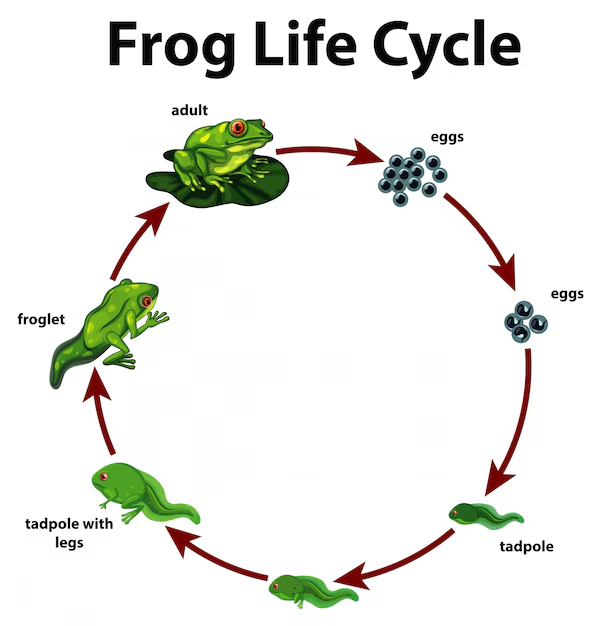 Frog Life Cycle
adult
eggs
eggs
froglet
tadpole with
legs
tadpole